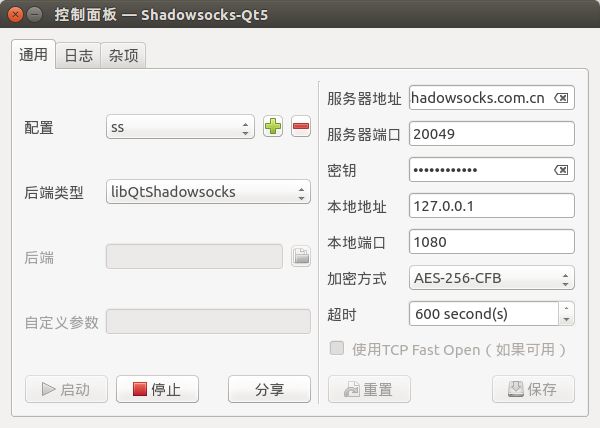 控制面板 — Shadowsocks-Qt5
通用 日志 杂项
配置 ss
后端类型 libQtShadowsocks
后端
自定义参数
启动 停止 分享
服务器地址 hadowsocks.com.cn
服务器端口 20049
密钥 ••••••••••••
本地地址 127.0.0.1
本地端口 1080
加密方式 AES-256-CFB
超时 600 second(s)
使用TCP Fast Open（如果可用）
重置 保存